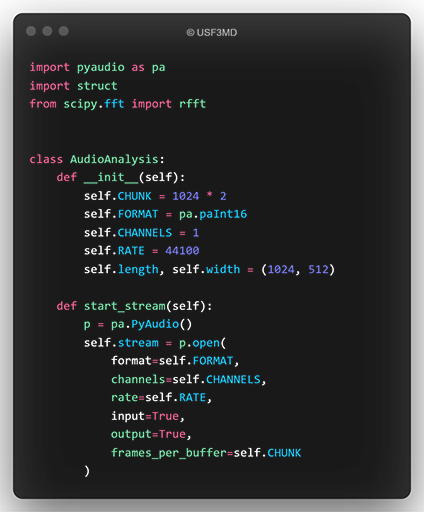 © USF3MD
import pyaudio as pa
import struct
from scipy.fft import rfft
class AudioAnalysis:
    def __init__(self):
        self.CHUNK = 1024 * 2
        self.FORMAT = pa.paInt16
        self.CHANNELS = 1
        self.RATE = 44100
        self.length, self.width = (1024, 512)
    def start_stream(self):
        p = pa.PyAudio()
        self.stream = p.open(
            format=self.FORMAT,
            channels=self.CHANNELS,
            rate=self.RATE,
            input=True,
            output=True,
            frames_per_buffer=self.CHUNK
        )